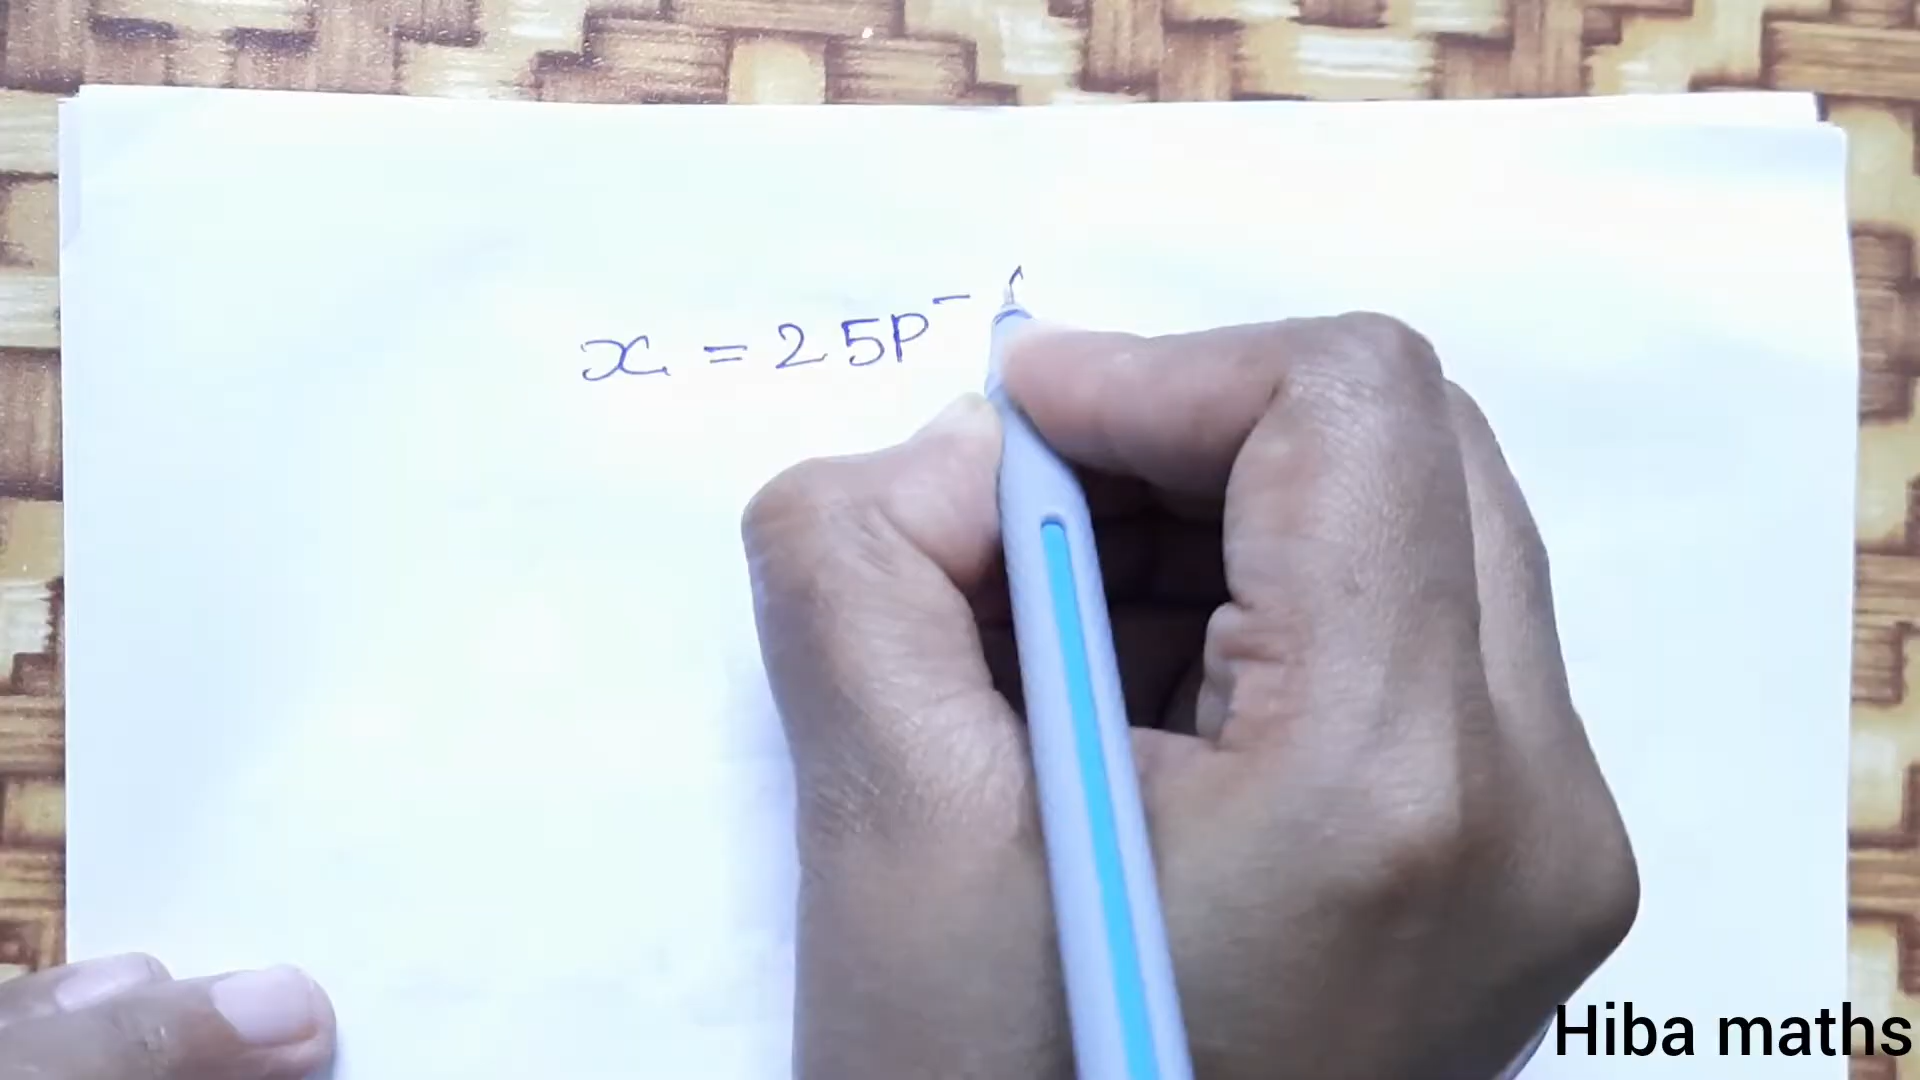 x = 25P⁻
Hiba maths